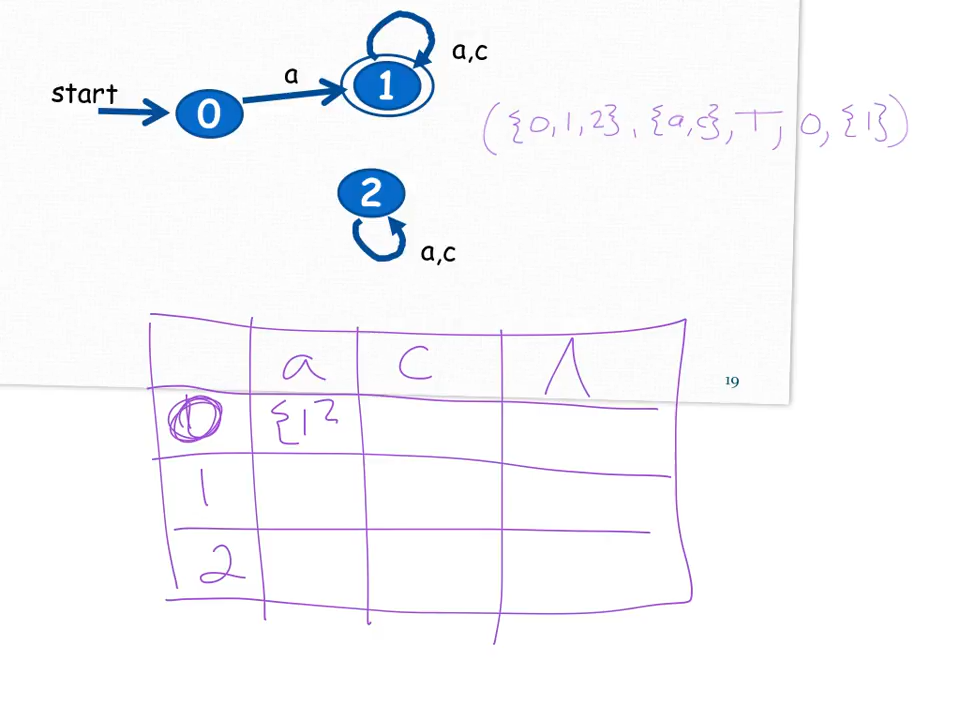 a,c
a
start
1
0
({0,1,2}, {a,c}, T, 0, {1})
2
a,c
a c Λ
19
0 {1}
1
2